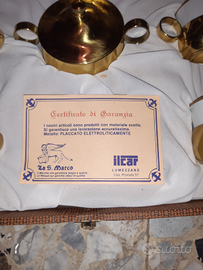 Certificato di Garanzia
I nostri articoli sono prodotti con materiale scelto.
Si garantisce una lavorazione accuratissima.
Metallo: PLACCATO ELETTROLITICAMENTE
La S. Marco
ilcar
LUMEZZANE
subito